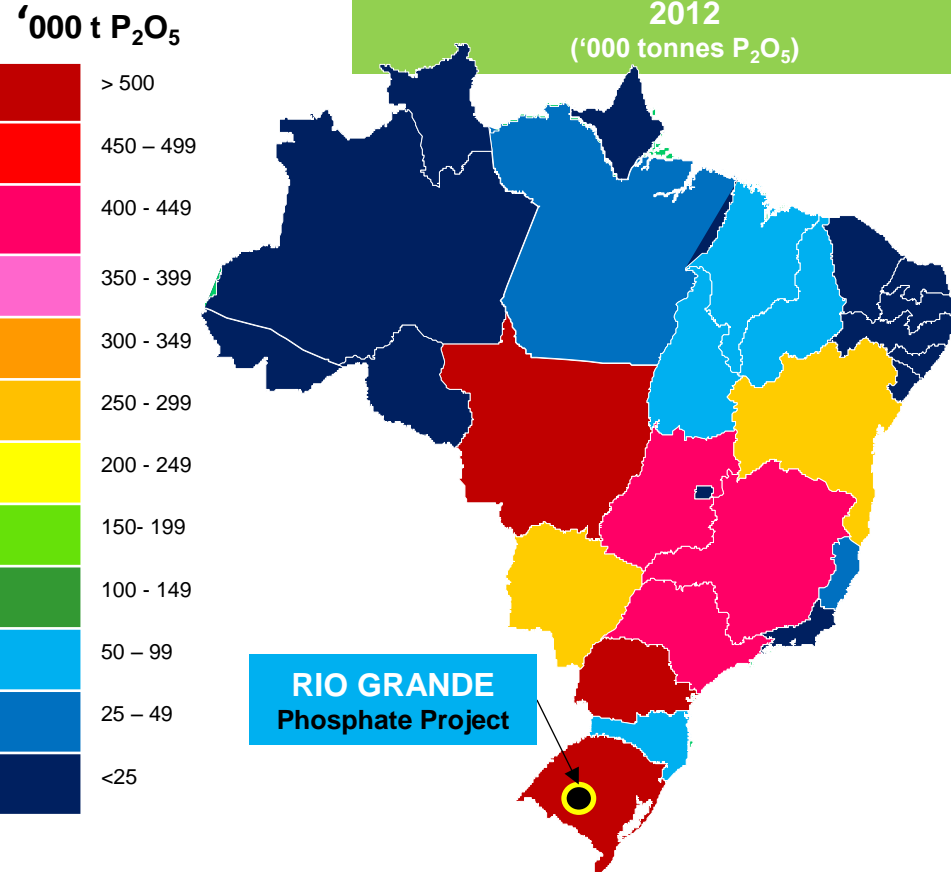 ‘000 t P₂O₅
2012
(‘000 tonnes P₂O₅)
> 500
450 – 499
400 - 449
350 - 399
300 - 349
250 - 299
200 - 249
150- 199
100 - 149
50 – 99
25 – 49
<25
RIO GRANDE
Phosphate Project